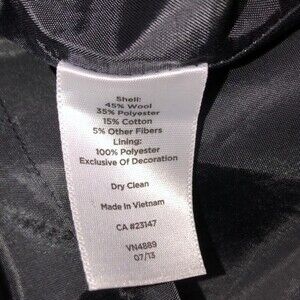 Shell:
45% Wool
35% Polyester
15% Cotton
5% Other Fibers
Lining:
100% Polyester
Exclusive Of Decoration
Dry Clean
Made in Vietnam
CA #23147
VN4889
07/13